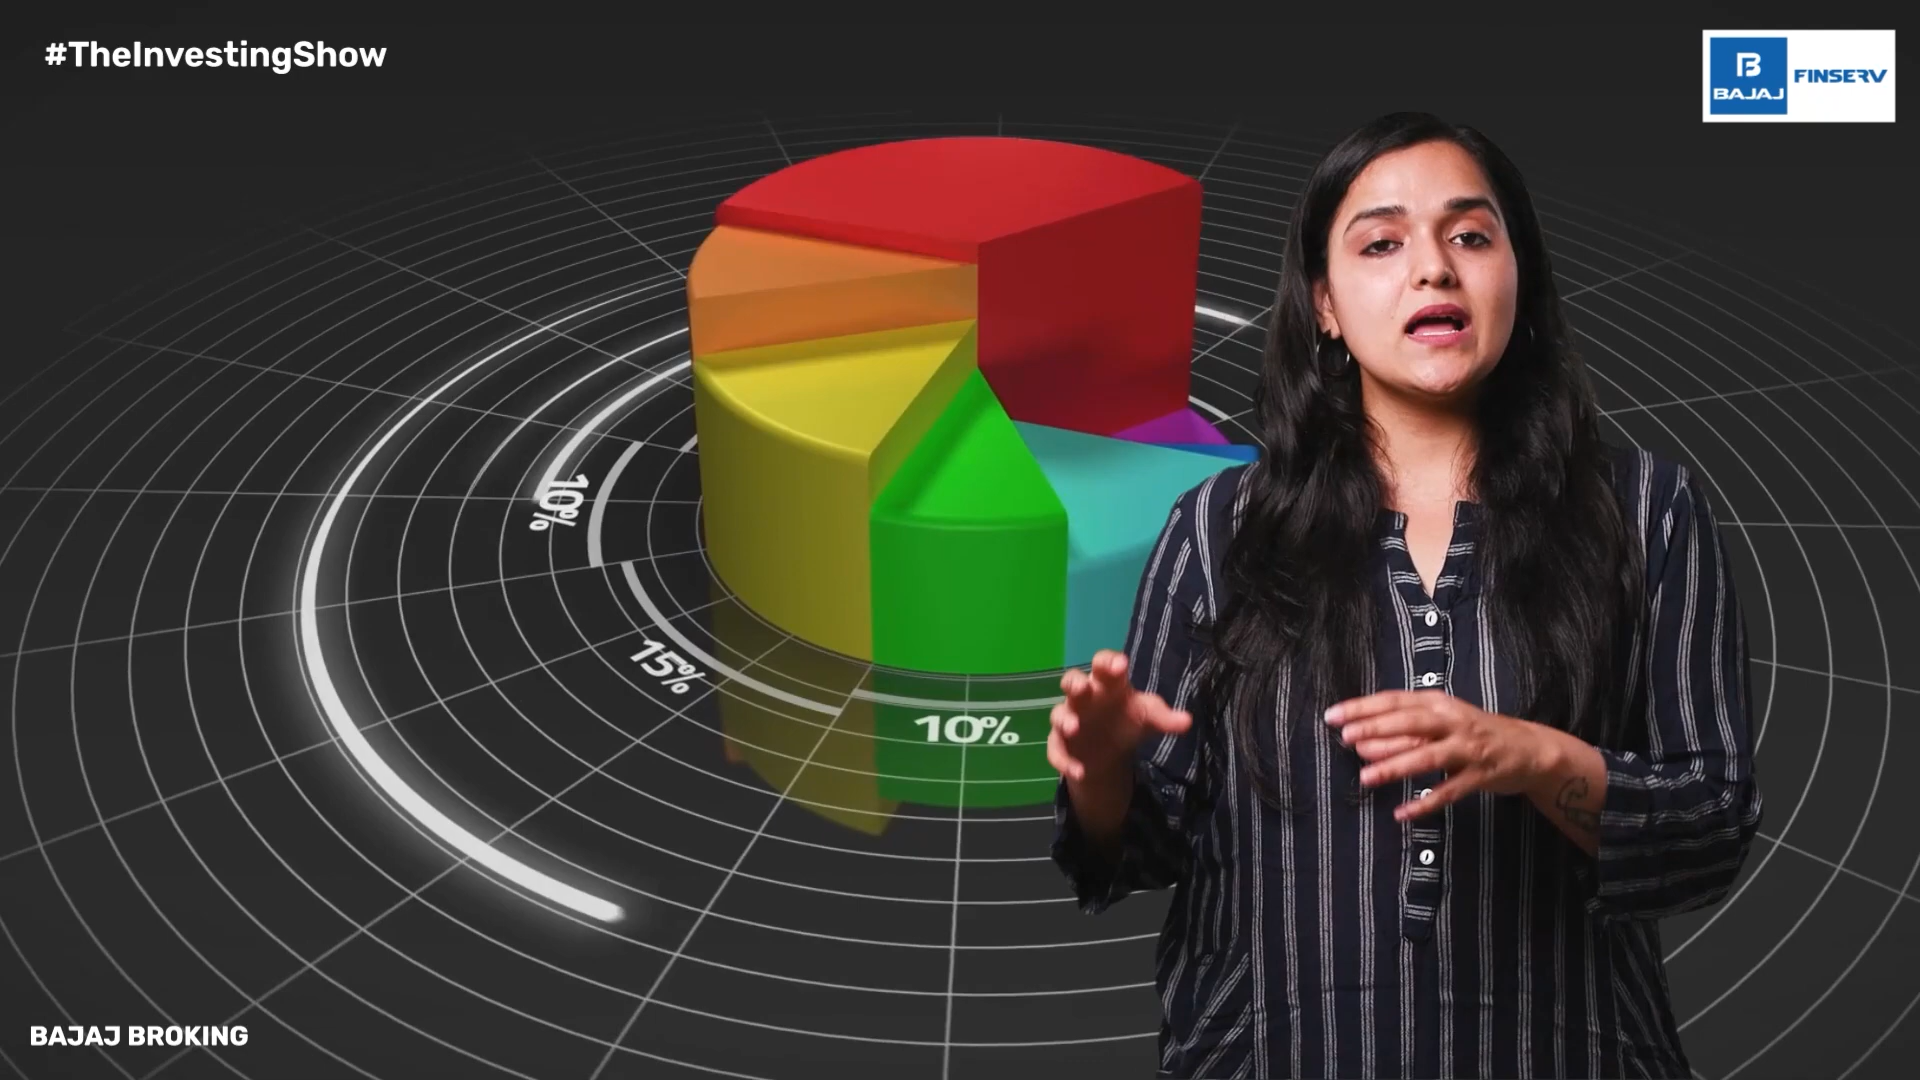 #TheInvestingShow
B
BAJAJ
FINSERV
10%
15%
10%
BAJAJ BROKING